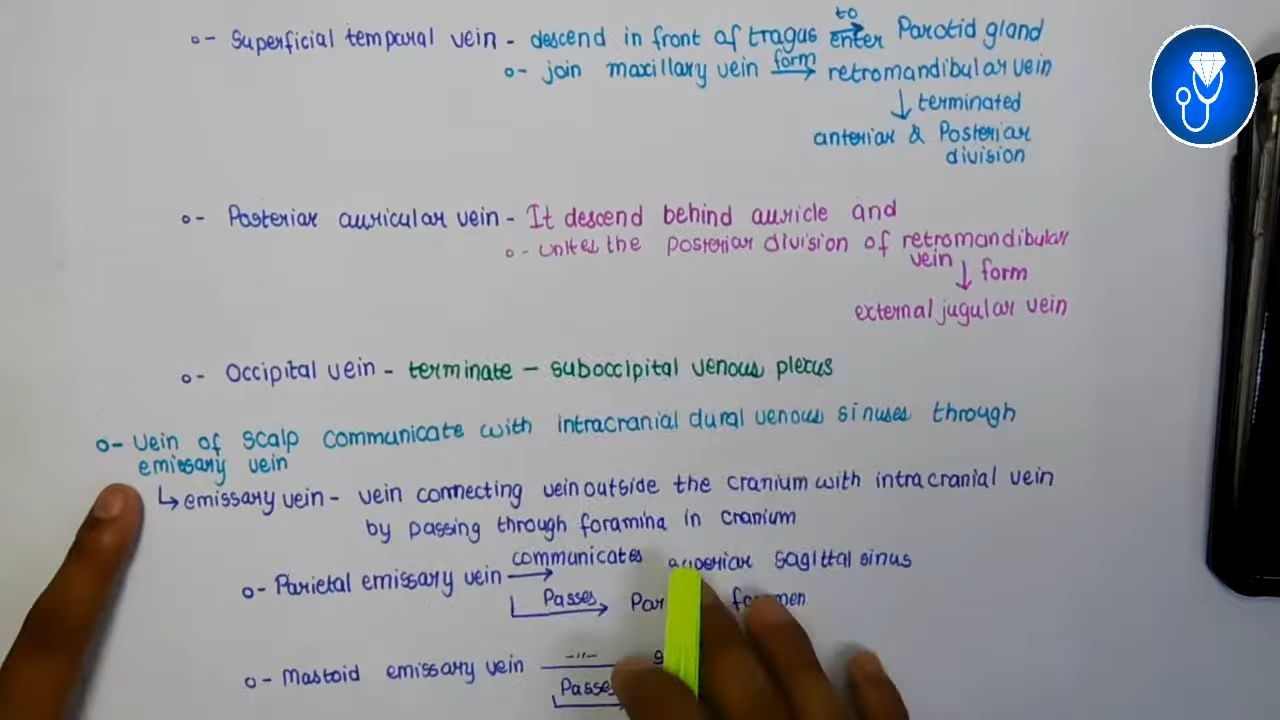 o- Superficial temporal vein - descend in front of tragus to enter Parotid gland
o- join maxillary vein form retromandibular vein
terminated
anterior & Posterior
division
o- Posterior auricular vein - It descend behind auricle and
o- unites the posterior division of retromandibular
vein form
external jugular vein
o- Occipital vein - terminate - suboccipital venous plexus
o- Vein of scalp communicate with intracranial dural venous sinuses through
emissary vein
emissary vein - vein connecting vein outside the cranium with intracranial vein
by passing through foramina in cranium
o- Parietal emissary vein communicates superior sagittal sinus
Passes
o- Mastoid emissary vein -"-
Passes